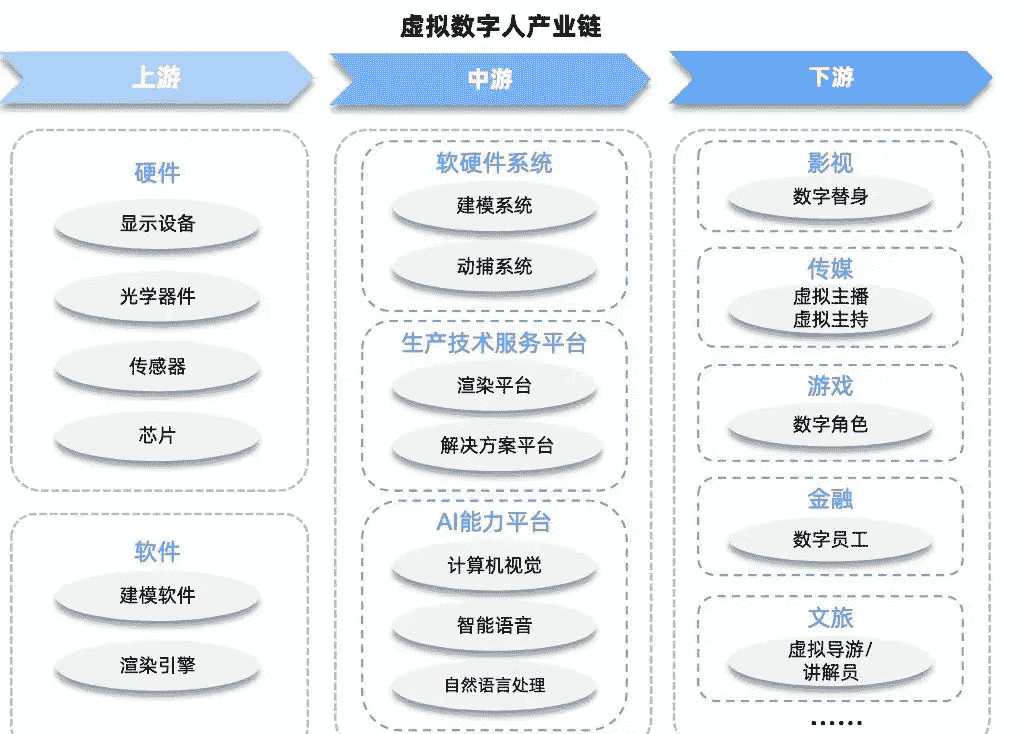 虚拟数字人产业链
上游
硬件
显示设备
光学器件
传感器
芯片
软件
建模软件
渲染引擎
中游
软硬件系统
建模系统
动捕系统
生产技术服务平台
渲染平台
解决方案平台
AI能力平台
计算机视觉
智能语音
自然语言处理
下游
影视
数字替身
传媒
虚拟主播
虚拟主持
游戏
数字角色
金融
数字员工
文旅
虚拟导游/
讲解员
······